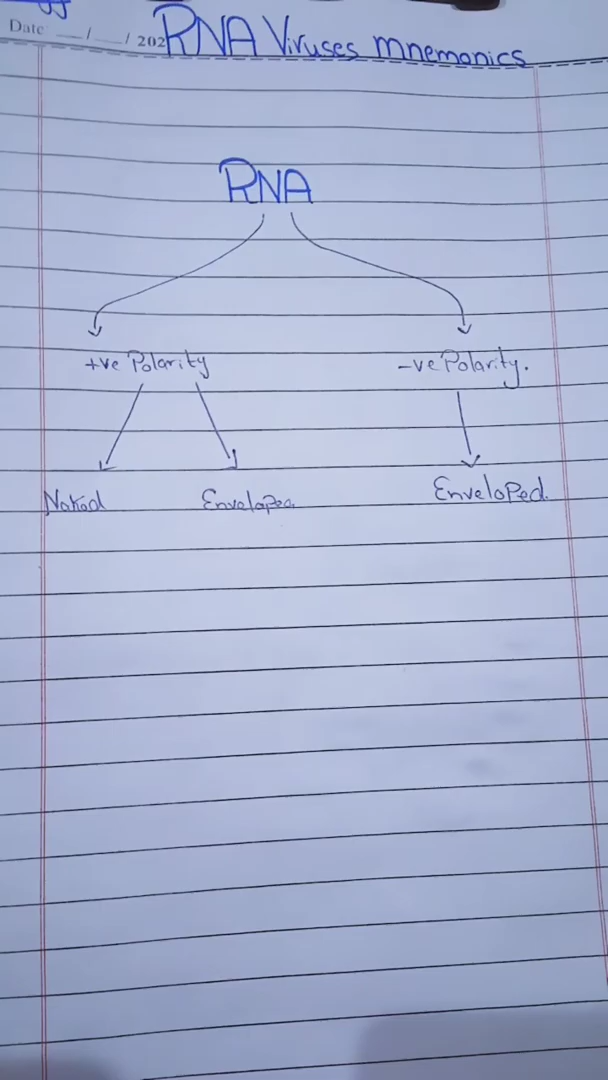 Date __/__/202
RNA Viruses mnemonics
RNA
+ve Polarity
-ve Polarity.
Naked
Enveloped
Enveloped.